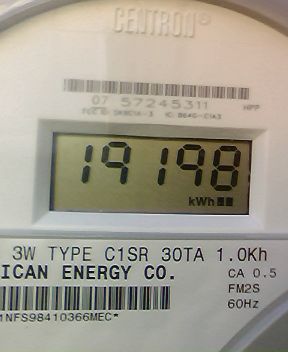 CENTRON®
07 57245311 APP
19198
kWh
3W TYPE C1SR 30TA 1.0Kh
ICAN ENERGY CO.
CA 0.5
FM2S
60Hz
1NFS98410366MEC*